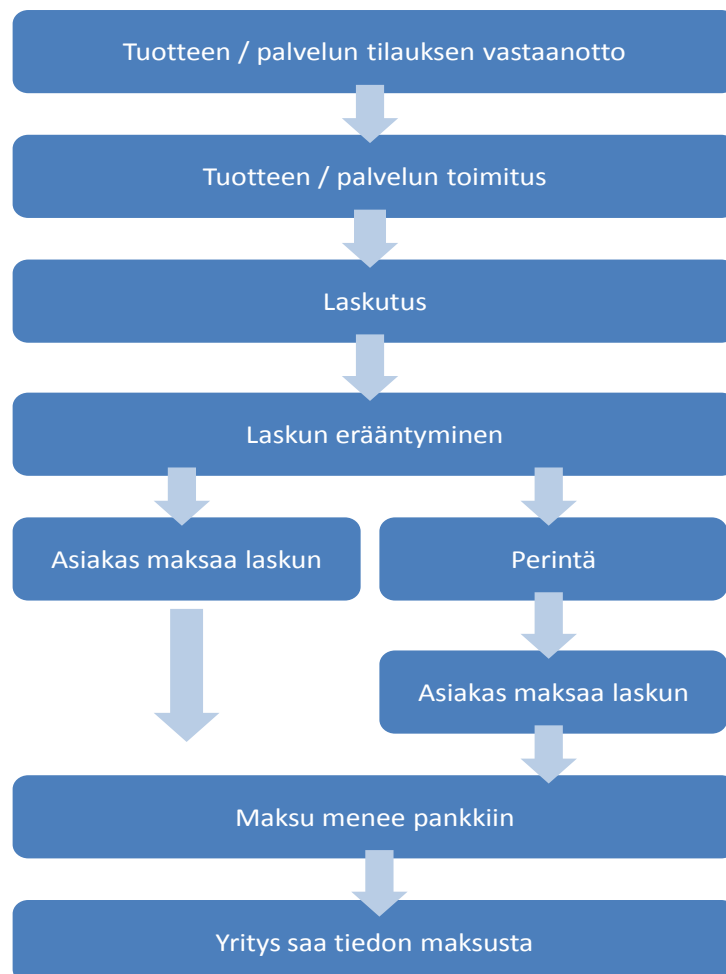 Tuotteen / palvelun tilauksen vastaanotto
Tuotteen / palvelun toimitus
Laskutus
Laskun erääntyminen
Asiakas maksaa laskun
Perintä
Asiakas maksaa laskun
Maksu menee pankkiin
Yritys saa tiedon maksusta